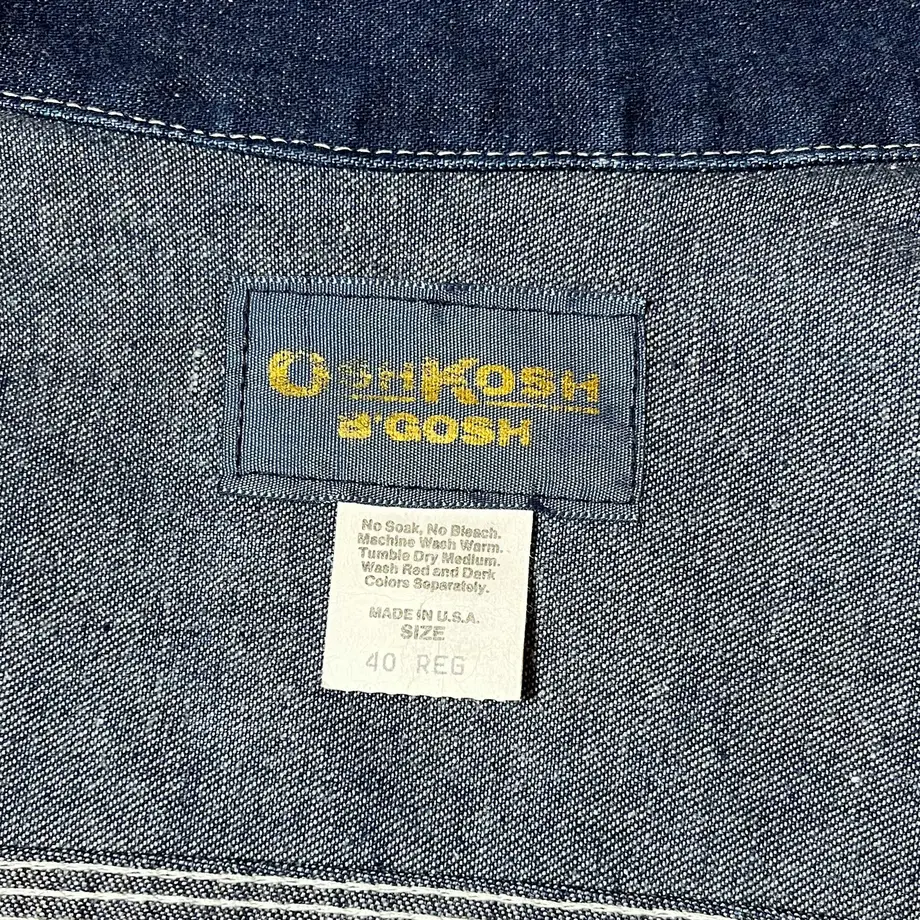 OSHKOSH
B'GOSH
No Soak, No Bleach.
Machine Wash Warm.
Tumble Dry Medium.
Wash Red and Dark
Colors Separately.
MADE IN U.S.A.
SIZE
40 REG